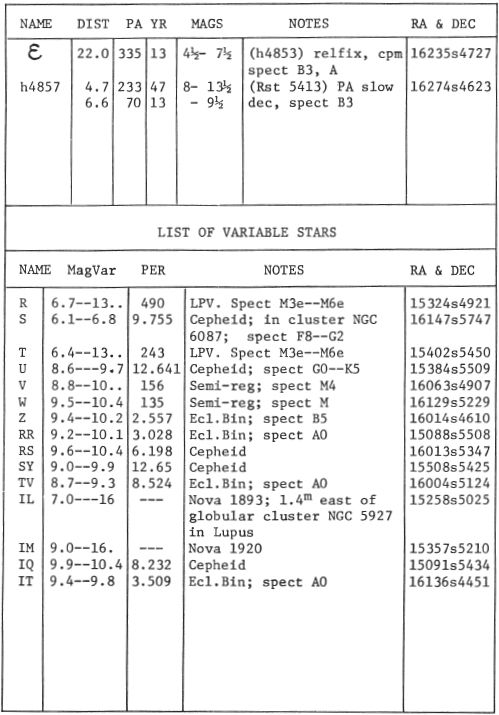 NAME DIST PA YR MAGS NOTES RA & DEC
ε 22.0 335 13 4½- 7½ (h4853) relfix, cpm 16235s4727
spect B3, A
h4857 4.7 233 47 8- 13½ (Rst 5413) PA slow 16274s4623
6.6 70 13 - 9½ dec, spect B3
LIST OF VARIABLE STARS
NAME MagVar PER NOTES RA & DEC
R 6.7--13.. 490 LPV. Spect M3e--M6e 15324s4921
S 6.1--6.8 9.755 Cepheid; in cluster NGC 16147s5747
6087; spect F8--G2
T 6.4--13.. 243 LPV. Spect M3e--M6e 15402s5450
U 8.6---9.7 12.641 Cepheid; spect G0--K5 15384s5509
V 8.8--10.. 156 Semi-reg; spect M4 16063s4907
W 9.5--10.4 135 Semi-reg; spect M 16129s5229
Z 9.4--10.2 2.557 Ecl.Bin; spect B5 16014s4610
RR 9.2--10.1 3.028 Ecl.Bin; spect A0 15088s5508
RS 9.6--10.4 6.198 Cepheid 16013s5347
SY 9.0--9.9 12.65 Cepheid 15508s5425
TV 8.7--9.3 8.524 Ecl.Bin; spect A0 16004s5124
IL 7.0---16 --- Nova 1893; 1.4ᵐ east of 15258s5025
globular cluster NGC 5927
in Lupus
IM 9.0--16. --- Nova 1920 15357s5210
IQ 9.9--10.4 8.232 Cepheid 15091s5434
IT 9.4--9.8 3.509 Ecl.Bin; spect A0 16136s4451